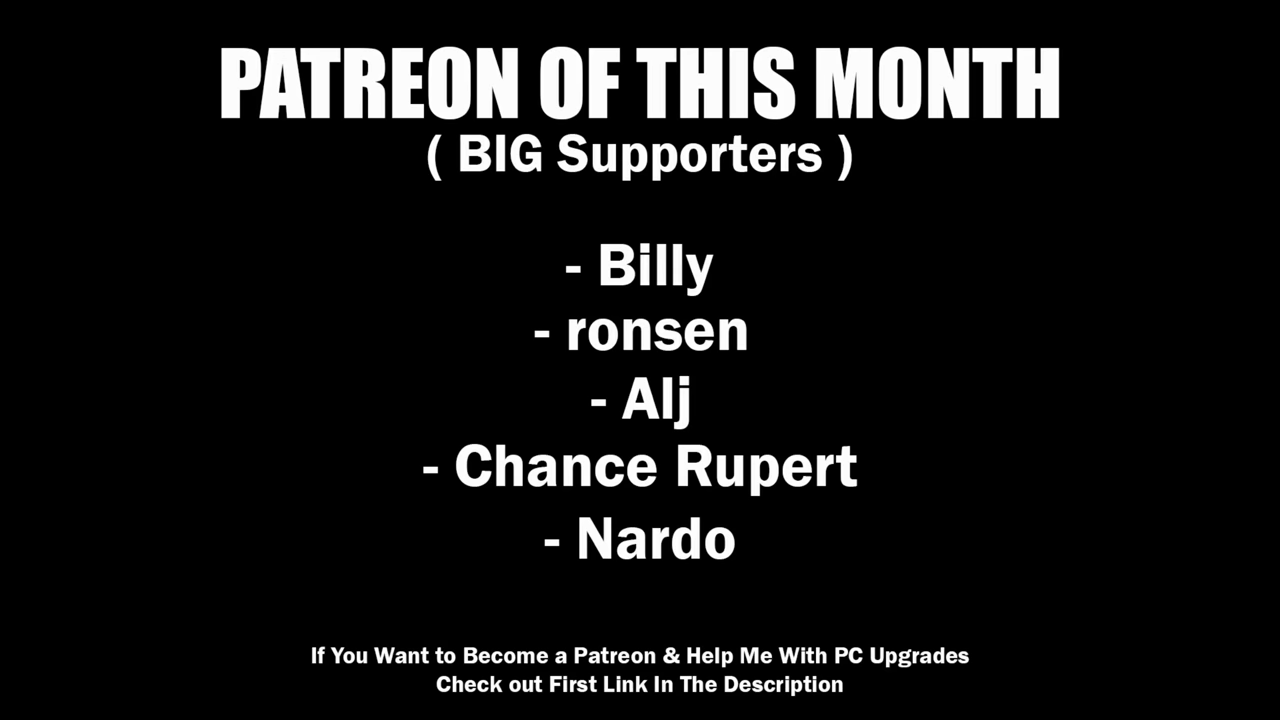 PATREON OF THIS MONTH
( BIG Supporters )
- Billy
- ronsen
- Alj
- Chance Rupert
- Nardo
If You Want to Become a Patreon & Help Me With PC Upgrades
Check out First Link In The Description